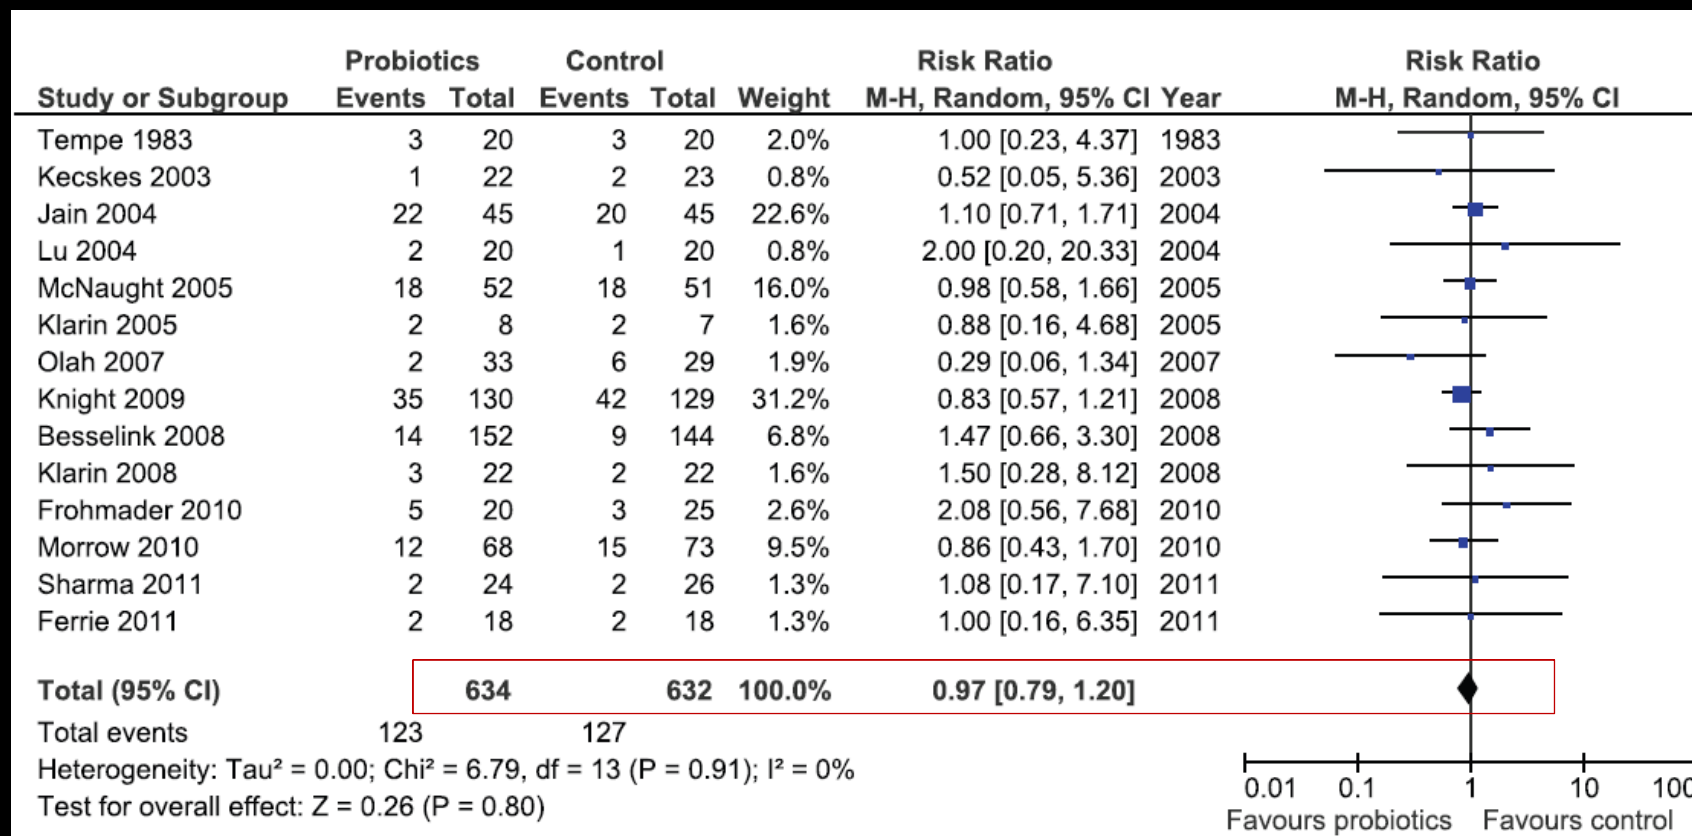 Probiotics Control Risk Ratio Risk Ratio
Study or Subgroup Events Total Events Total Weight M-H, Random, 95% CI Year M-H, Random, 95% CI
Tempe 1983 3 20 3 20 2.0% 1.00 [0.23, 4.37] 1983
Kecskes 2003 1 22 2 23 0.8% 0.52 [0.05, 5.36] 2003
Jain 2004 22 45 20 45 22.6% 1.10 [0.71, 1.71] 2004
Lu 2004 2 20 1 20 0.8% 2.00 [0.20, 20.33] 2004
McNaught 2005 18 52 18 51 16.0% 0.98 [0.58, 1.66] 2005
Klarin 2005 2 8 2 7 1.6% 0.88 [0.16, 4.68] 2005
Olah 2007 2 33 6 29 1.9% 0.29 [0.06, 1.34] 2007
Knight 2009 35 130 42 129 31.2% 0.83 [0.57, 1.21] 2008
Besselink 2008 14 152 9 144 6.8% 1.47 [0.66, 3.30] 2008
Klarin 2008 3 22 2 22 1.6% 1.50 [0.28, 8.12] 2008
Frohmader 2010 5 20 3 25 2.6% 2.08 [0.56, 7.68] 2010
Morrow 2010 12 68 15 73 9.5% 0.86 [0.43, 1.70] 2010
Sharma 2011 2 24 2 26 1.3% 1.08 [0.17, 7.10] 2011
Ferrie 2011 2 18 2 18 1.3% 1.00 [0.16, 6.35] 2011
Total (95% CI) 634 632 100.0% 0.97 [0.79, 1.20]
Total events 123 127
Heterogeneity: Tau² = 0.00; Chi² = 6.79, df = 13 (P = 0.91); I² = 0%
Test for overall effect: Z = 0.26 (P = 0.80)
0.01 0.1 1 10 100
Favours probiotics Favours control